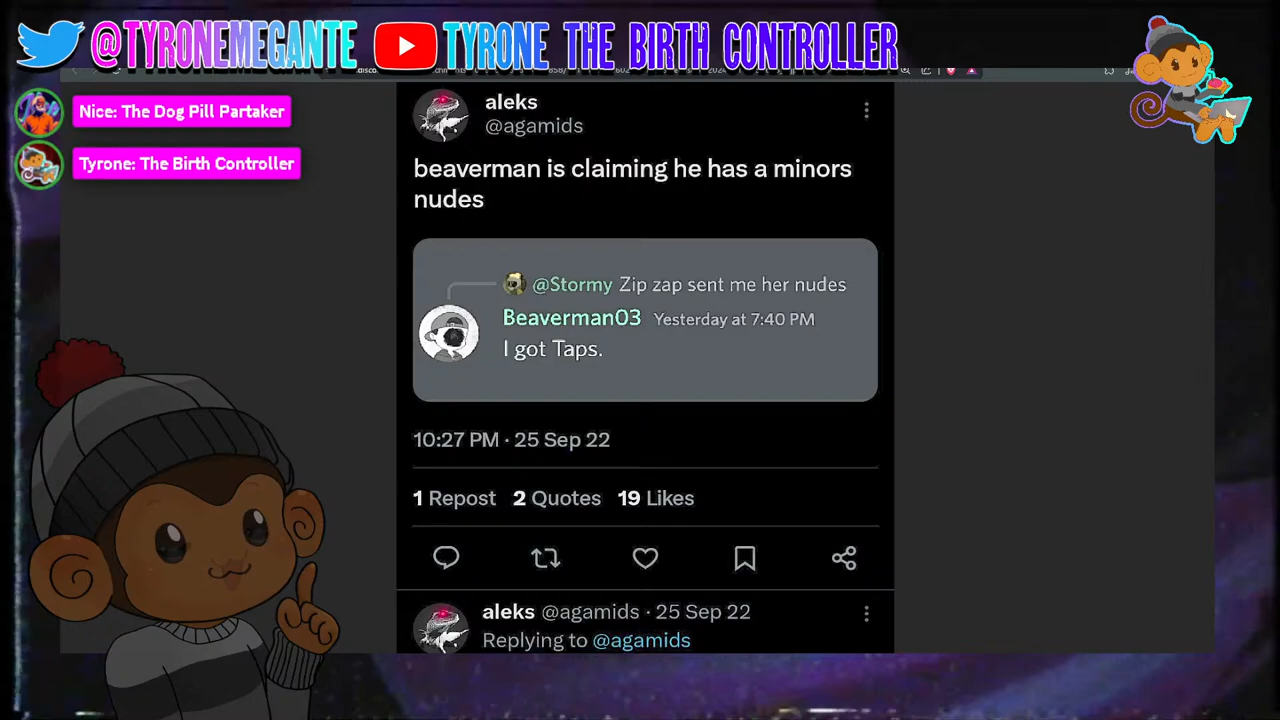 @TYRONEMEGANTE TYRONE THE BIRTH CONTROLLER
Nice: The Dog Pill Partaker
Tyrone: The Birth Controller
aleks
@agamids
beaverman is claiming he has a minors
nudes
@Stormy Zip zap sent me her nudes
Beaverman03 Yesterday at 7:40 PM
I got Taps.
10:27 PM · 25 Sep 22
1 Repost 2 Quotes 19 Likes
aleks @agamids · 25 Sep 22
Replying to @agamids